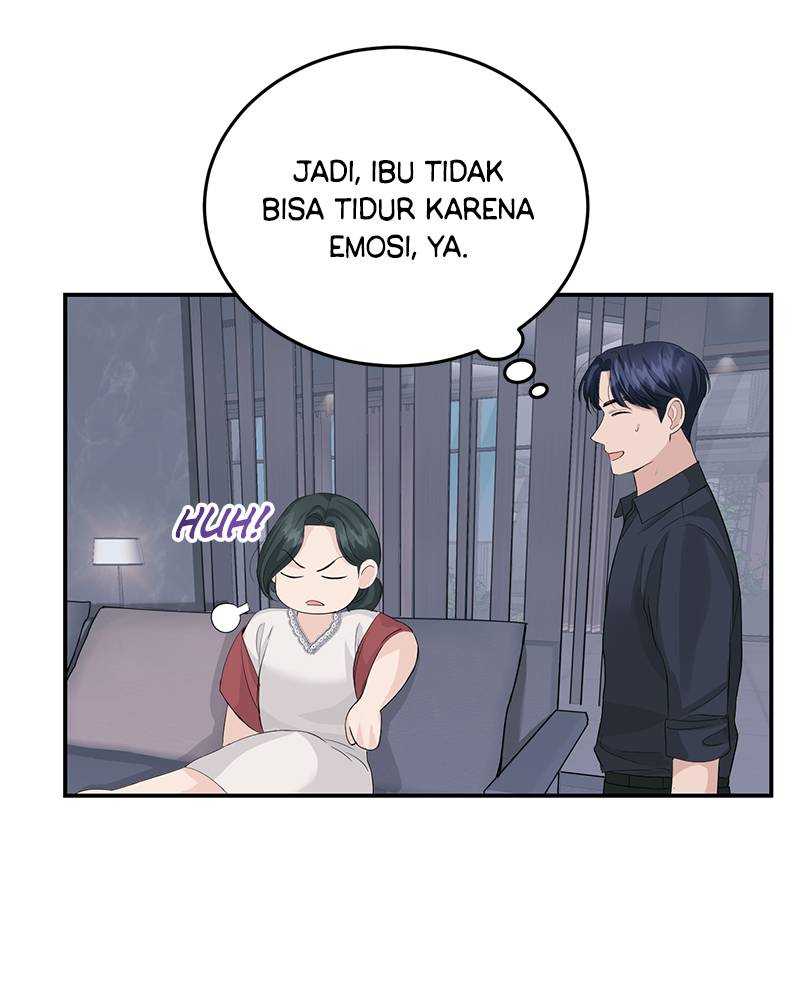 JADI, IBU TIDAK
BISA TIDUR KARENA
EMOSI, YA.
HUH!